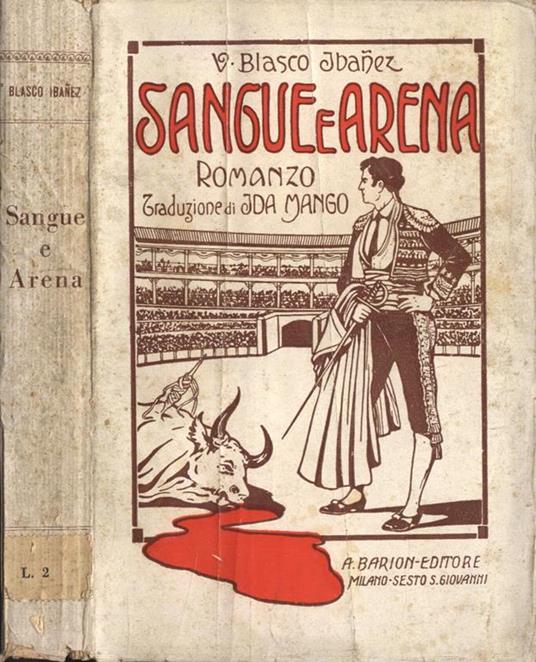 BLASCO IBAÑEZ
Sangue
e
Arena
L. 2
V. Blasco Ibañez
SANGUE E ARENA
ROMANZO
Traduzione di IDA MANGO
A. BARION-EDITORE
MILANO-SESTO S. GIOVANNI